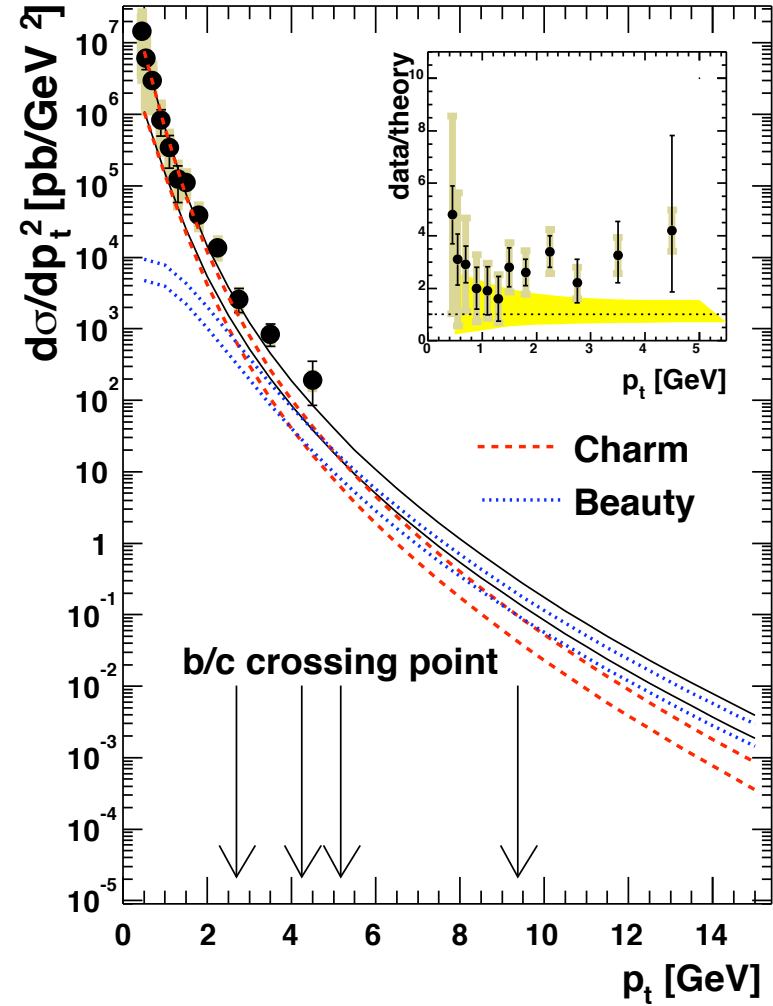 dσ/dp_t^2 [pb/GeV ^2]
10^7
10^6
10^5
10^4
10^3
10^2
10
1
10^-1
10^-2
10^-3
10^-4
10^-5
data/theory
10
8
6
4
2
0
0 1 2 3 4 5
p_t [GeV]
Charm
Beauty
b/c crossing point
0 2 4 6 8 10 12 14
p_t [GeV]